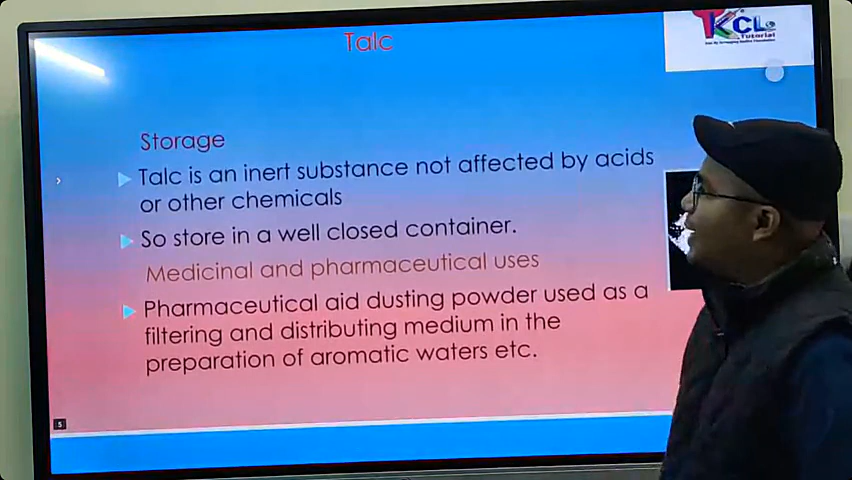 Talc
KCL
Tutorial
Storage
Talc is an inert substance not affected by acids
or other chemicals
So store in a well closed container.
Medicinal and pharmaceutical uses
Pharmaceutical aid dusting powder used as a
filtering and distributing medium in the
preparation of aromatic waters etc.
5